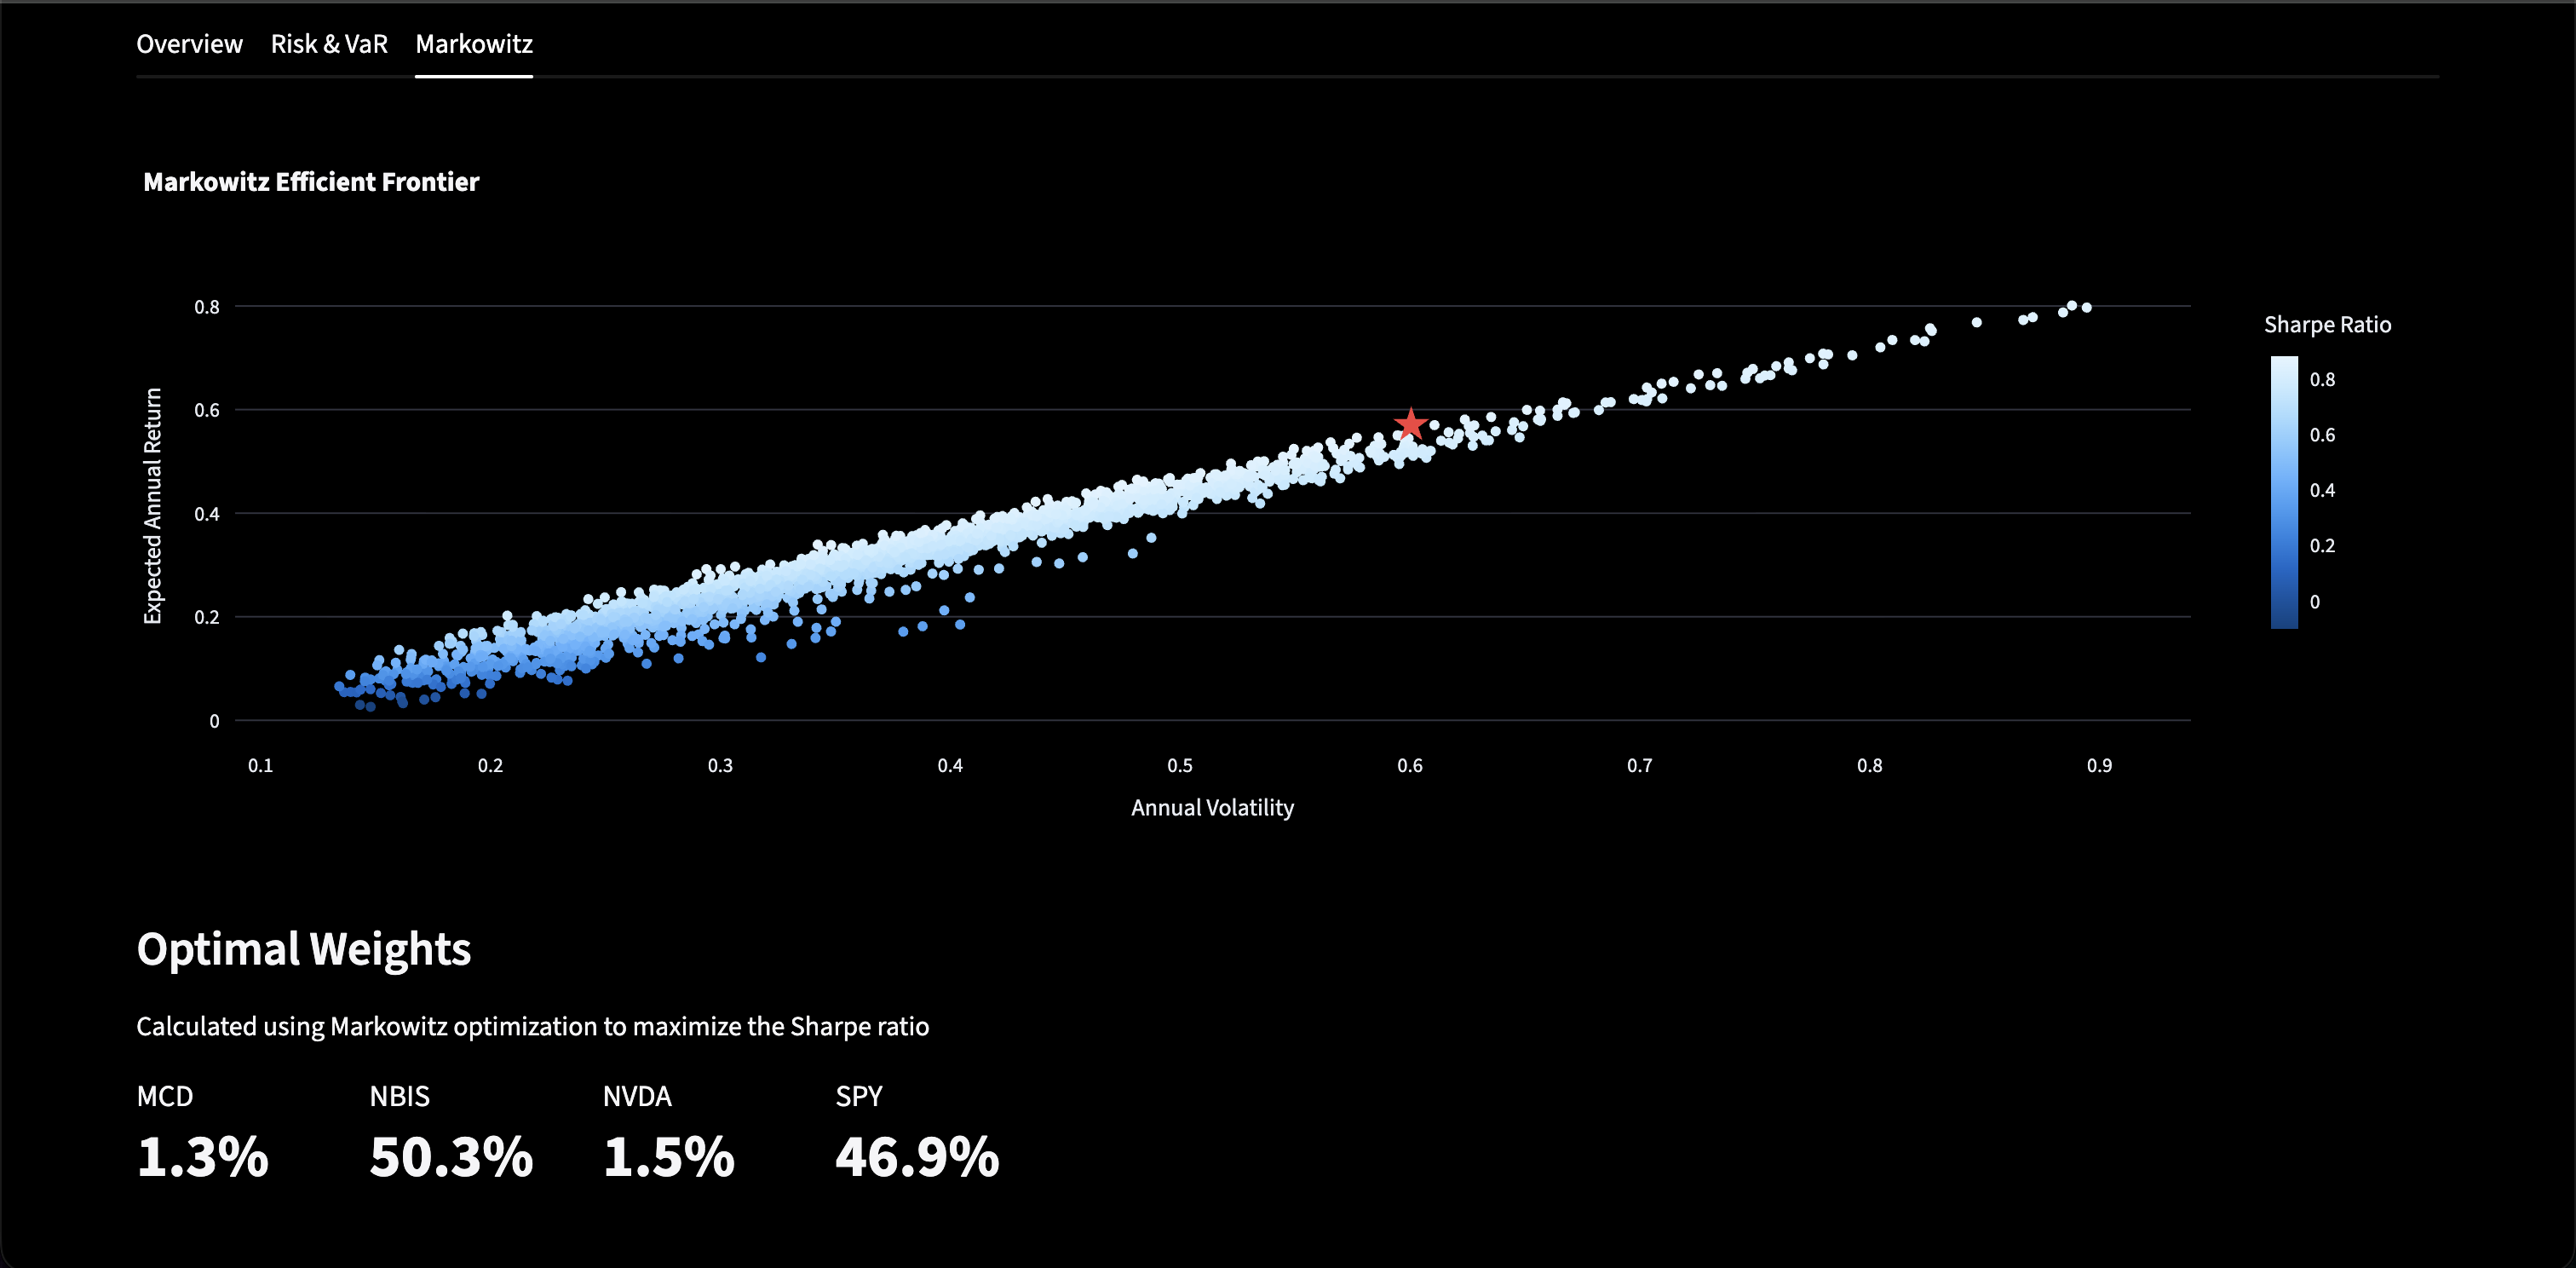 Overview Risk & VaR Markowitz
Markowitz Efficient Frontier
Expected Annual Return
0.8
0.6
0.4
0.2
0
0.1 0.2 0.3 0.4 0.5 0.6 0.7 0.8 0.9
Annual Volatility
Sharpe Ratio
0.8
0.6
0.4
0.2
0
Optimal Weights
Calculated using Markowitz optimization to maximize the Sharpe ratio
MCD NBIS NVDA SPY
1.3% 50.3% 1.5% 46.9%